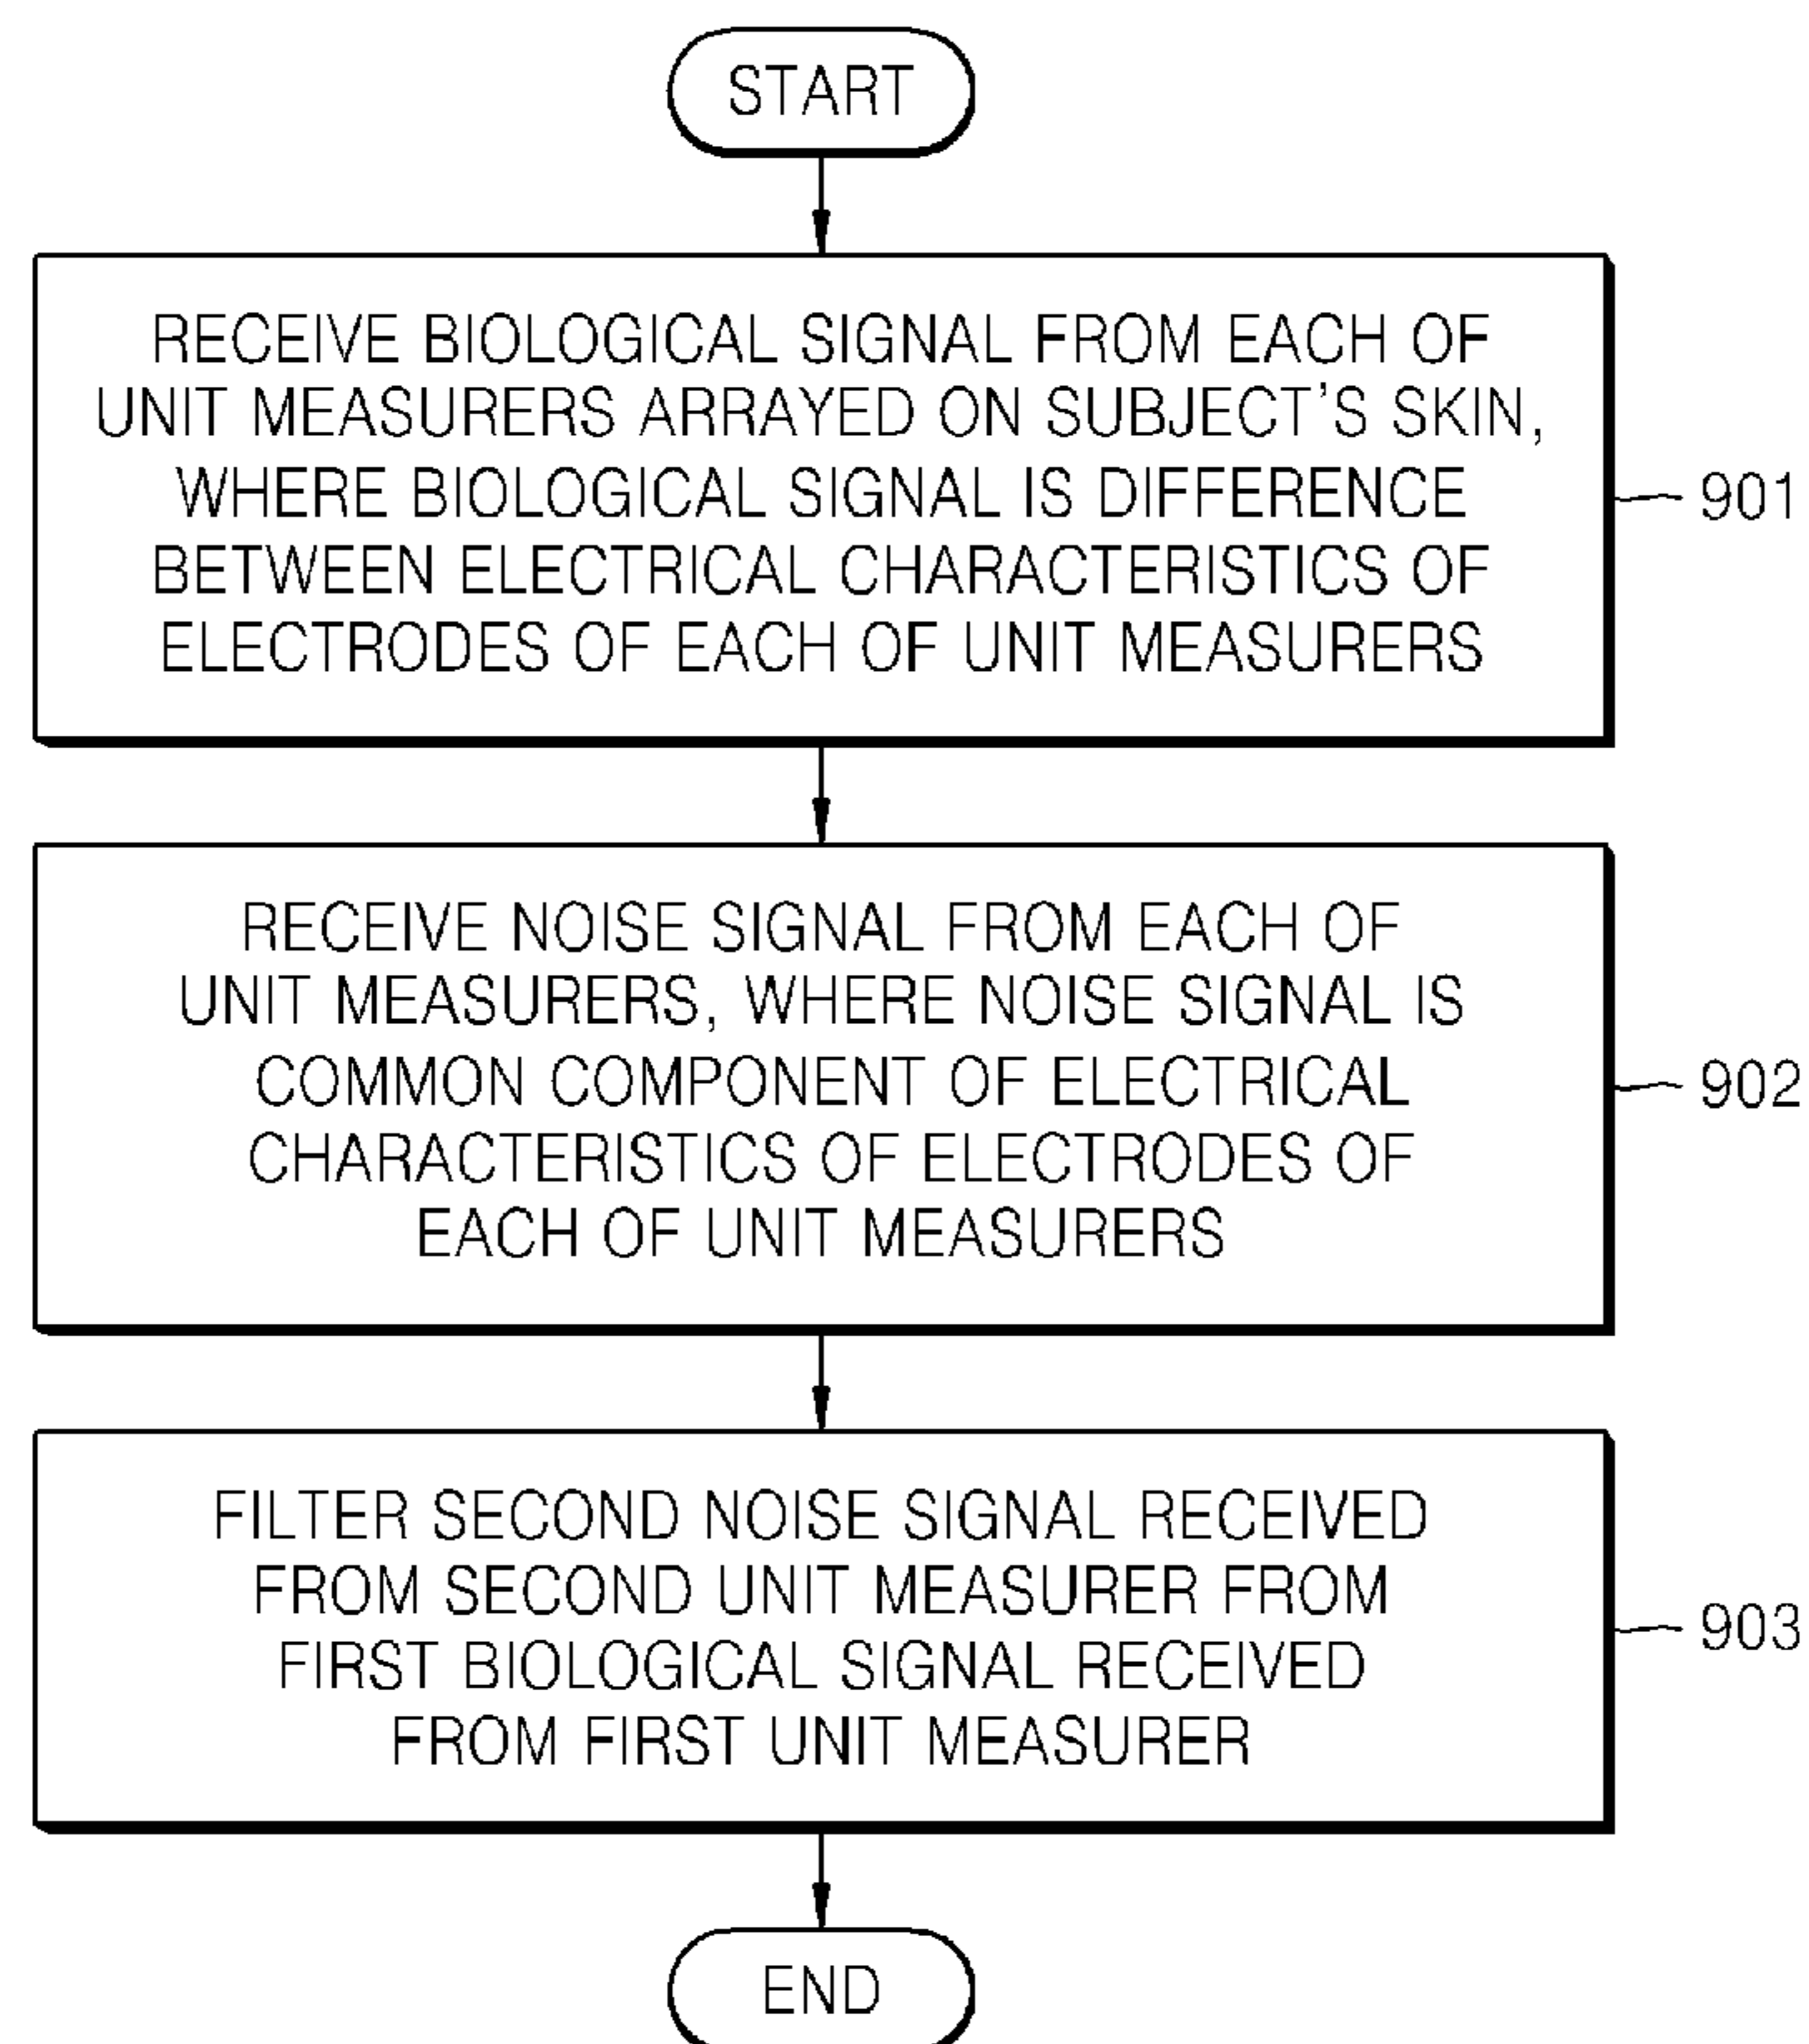 START
RECEIVE BIOLOGICAL SIGNAL FROM EACH OF
UNIT MEASURERS ARRAYED ON SUBJECT'S SKIN,
WHERE BIOLOGICAL SIGNAL IS DIFFERENCE
BETWEEN ELECTRICAL CHARACTERISTICS OF
ELECTRODES OF EACH OF UNIT MEASURERS
901
RECEIVE NOISE SIGNAL FROM EACH OF
UNIT MEASURERS, WHERE NOISE SIGNAL IS
COMMON COMPONENT OF ELECTRICAL
CHARACTERISTICS OF ELECTRODES OF
EACH OF UNIT MEASURERS
902
FILTER SECOND NOISE SIGNAL RECEIVED
FROM SECOND UNIT MEASURER FROM
FIRST BIOLOGICAL SIGNAL RECEIVED
FROM FIRST UNIT MEASURER
903
END